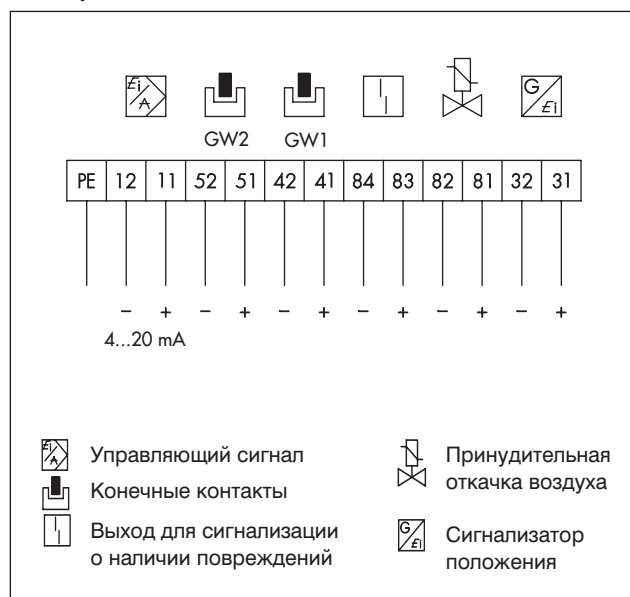 GW2 GW1
PE 12 11 52 51 42 41 84 83 82 81 32 31
− + − + − + − + − + − +
4...20 mA
Управляющий сигнал
Конечные контакты
Выход для сигнализации
о наличии повреждений
Принудительная
откачка воздуха
Сигнализатор
положения